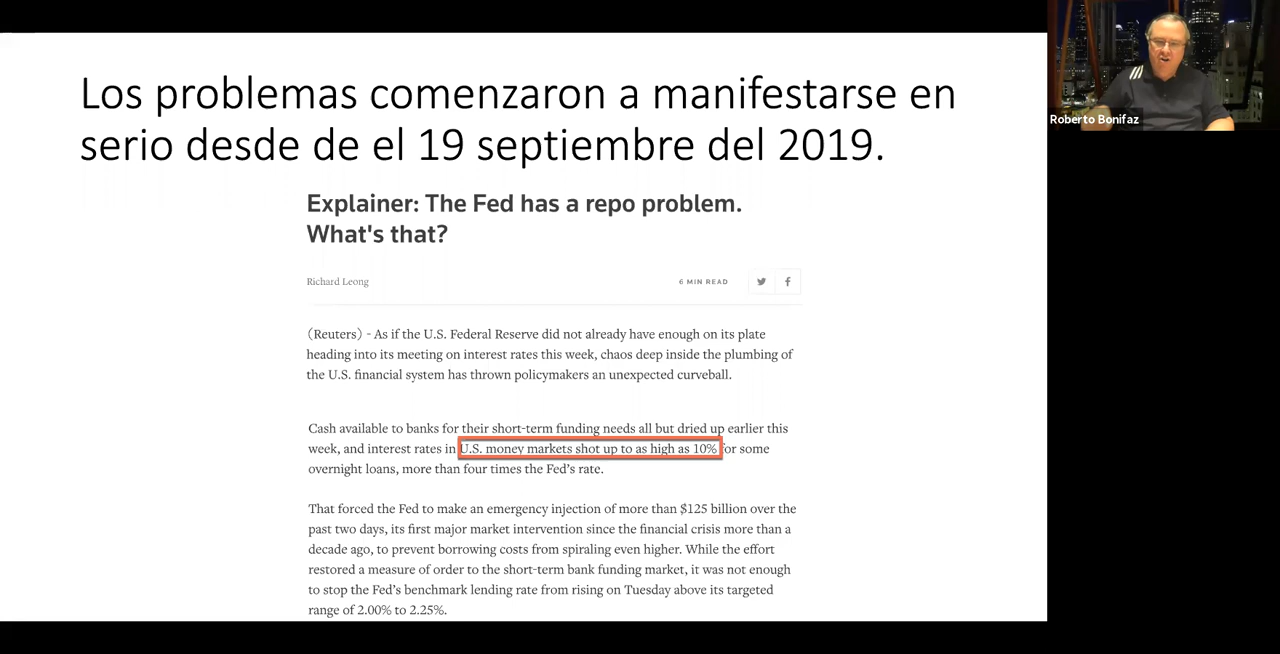 Los problemas comenzaron a manifestarse en
serio desde de el 19 septiembre del 2019.
Explainer: The Fed has a repo problem.
What's that?
Richard Leong
6 MIN READ
(Reuters) - As if the U.S. Federal Reserve did not already have enough on its plate
heading into its meeting on interest rates this week, chaos deep inside the plumbing of
the U.S. financial system has thrown policymakers an unexpected curveball.
Cash available to banks for their short-term funding needs all but dried up earlier this
week, and interest rates in U.S. money markets shot up to as high as 10% for some
overnight loans, more than four times the Fed's rate.
That forced the Fed to make an emergency injection of more than $125 billion over the
past two days, its first major market intervention since the financial crisis more than a
decade ago, to prevent borrowing costs from spiraling even higher. While the effort
restored a measure of order to the short-term bank funding market, it was not enough
to stop the Fed's benchmark lending rate from rising on Tuesday above its targeted
range of 2.00% to 2.25%.
Roberto Bonifaz